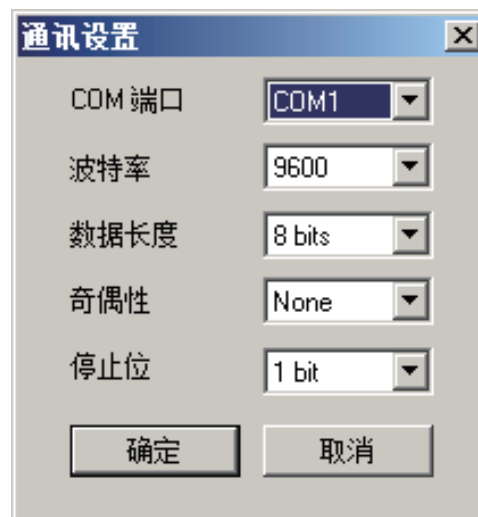 通讯设置
COM 端口 COM1
波特率 9600
数据长度 8 bits
奇偶性 None
停止位 1 bit
确定 取消